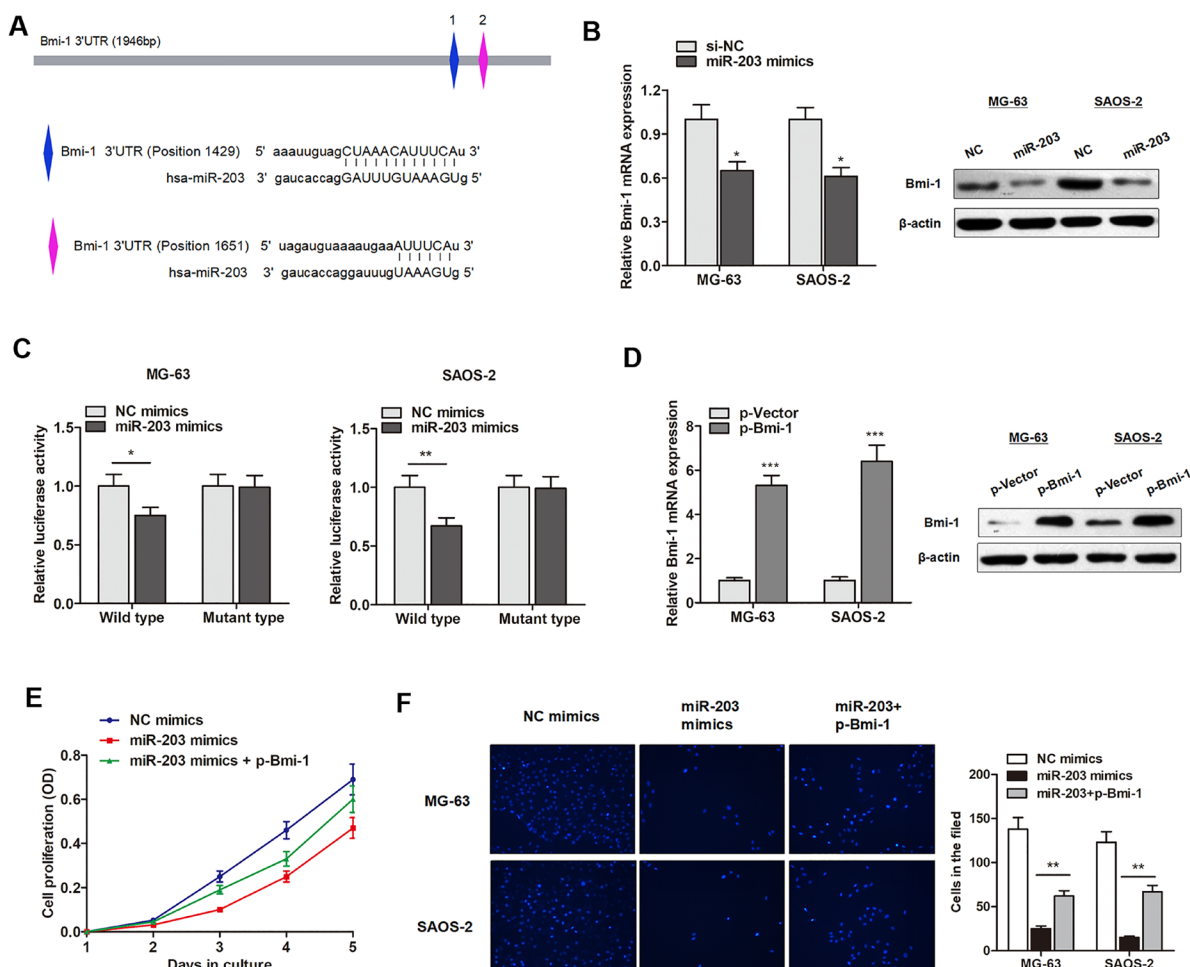 A
1 2
Bmi-1 3'UTR (1946bp)
Bmi-1 3'UTR (Position 1429) 5' aaauuguagCUAAACAUUUCAu 3'
hsa-miR-203 3' gaucaccagGAUUUGUAAAGUg 5'
Bmi-1 3'UTR (Position 1651) 5' uagaauguaaaaugaaAUUUCAu 3'
hsa-miR-203 3' gaucaccaggauuugUAAAGUg 5'
B
si-NC
miR-203 mimics
Relative Bmi-1 mRNA expression
1.2
0.9
0.6
0.3
0.0
* *
MG-63 SAOS-2
MG-63 SAOS-2
NC miR-203 NC miR-203
Bmi-1
β-actin
C
MG-63
NC mimics
miR-203 mimics
Relative luciferase activity
1.5
1.0
0.5
0.0
*
Wild type Mutant type
SAOS-2
NC mimics
miR-203 mimics
Relative luciferase activity
1.5
1.0
0.5
0.0
**
Wild type Mutant type
D
p-Vector
p-Bmi-1
Relative Bmi-1 mRNA expression
8
6
4
2
0
*** ***
MG-63 SAOS-2
MG-63 SAOS-2
p-Vector p-Bmi-1 p-Vector p-Bmi-1
Bmi-1
β-actin
E
NC mimics
miR-203 mimics
miR-203 mimics + p-Bmi-1
Cell proliferation (OD)
0.8
0.6
0.4
0.2
0.0
1 2 3 4 5
Days in culture
F
NC mimics miR-203 mimics miR-203+ p-Bmi-1
MG-63
SAOS-2
NC mimics
miR-203 mimics
miR-203+p-Bmi-1
Cells in the filed
200
150
100
50
0
** **
MG-63 SAOS-2